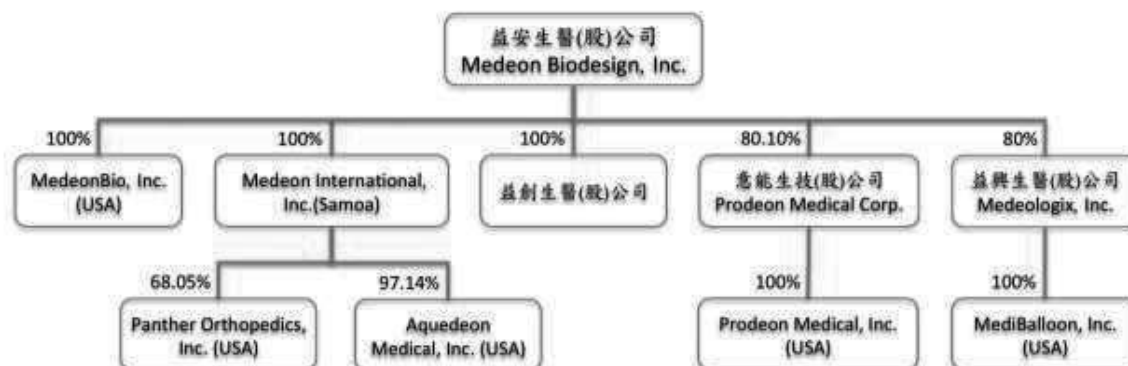 益安生醫(股)公司
Medeon Biodesign, Inc.
100%
100%
100%
80.10%
80%
MedeonBio, Inc.
(USA)
Medeon International,
Inc.(Samoa)
益創生醫(股)公司
意能生技(股)公司
Prodeon Medical Corp.
益興生醫(股)公司
Medeologix, Inc.
68.05%
97.14%
100%
100%
Panther Orthopedics,
Inc. (USA)
Aquedeon
Medical, Inc. (USA)
Prodeon Medical, Inc.
(USA)
MediBalloon, Inc.
(USA)